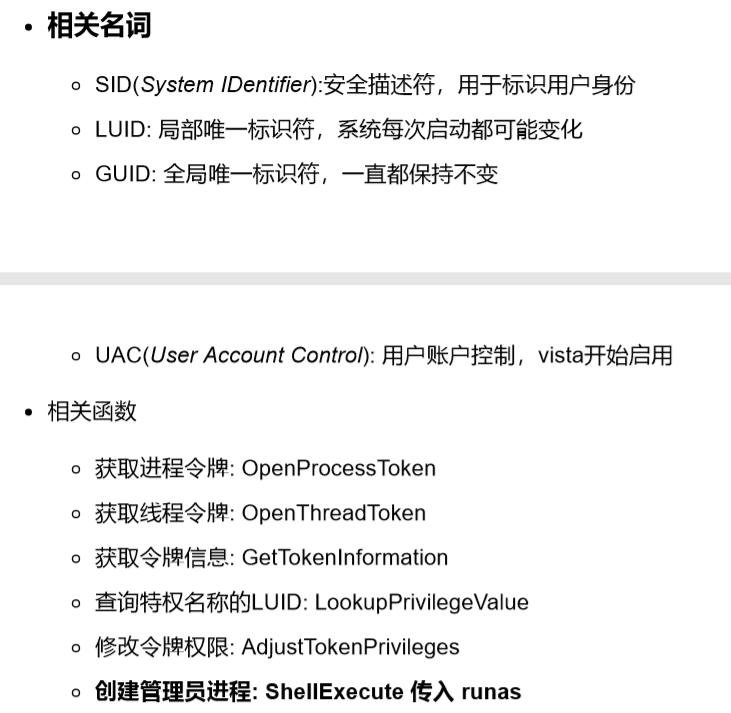 相关名词
SID(System IDentifier):安全描述符，用于标识用户身份
LUID: 局部唯一标识符，系统每次启动都可能变化
GUID: 全局唯一标识符，一直都保持不变
UAC(User Account Control): 用户账户控制，vista开始启用
相关函数
获取进程令牌: OpenProcessToken
获取线程令牌: OpenThreadToken
获取令牌信息: GetTokenInformation
查询特权名称的LUID: LookupPrivilegeValue
修改令牌权限: AdjustTokenPrivileges
创建管理员进程: ShellExecute 传入 runas